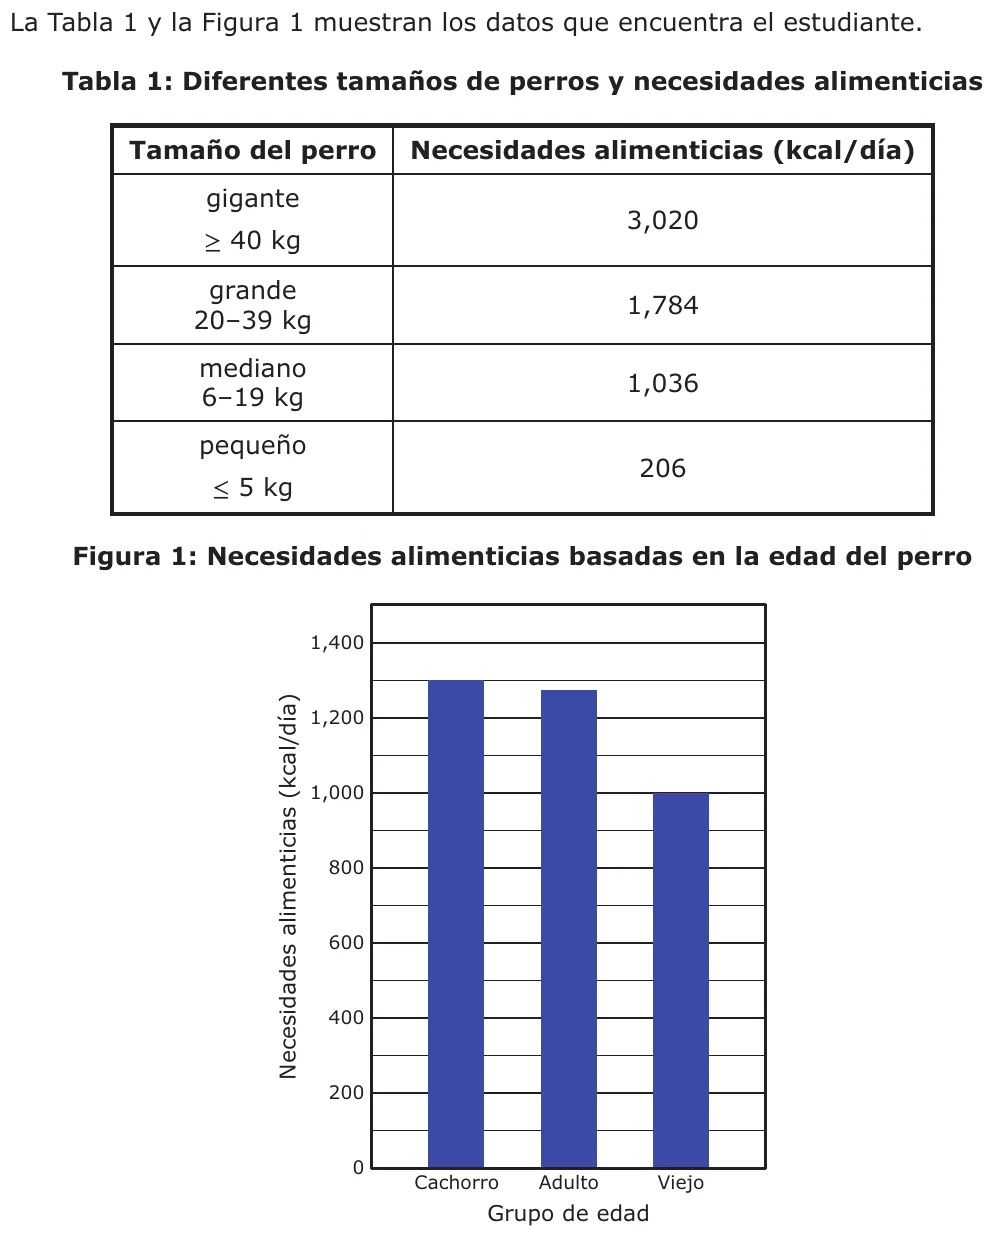 La Tabla 1 y la Figura 1 muestran los datos que encuentra el estudiante.
Tabla 1: Diferentes tamaños de perros y necesidades alimenticias
Tamaño del perro Necesidades alimenticias (kcal/día)
gigante
≥ 40 kg
3,020
grande
20–39 kg
1,784
mediano
6–19 kg
1,036
pequeño
≤ 5 kg
206
Figura 1: Necesidades alimenticias basadas en la edad del perro
Necesidades alimenticias (kcal/día)
1,400
1,200
1,000
800
600
400
200
0
Cachorro Adulto Viejo
Grupo de edad